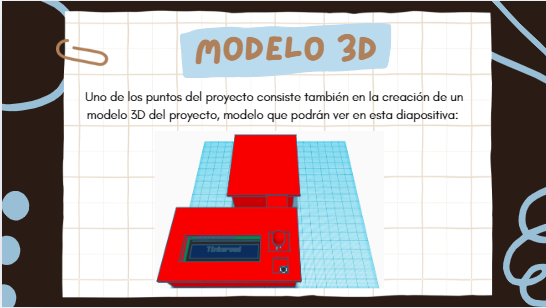 MODELO 3D
Uno de los puntos del proyecto consiste también en la creación de un
modelo 3D del proyecto, modelo que podrán ver en esta diapositiva:
Tinkercad